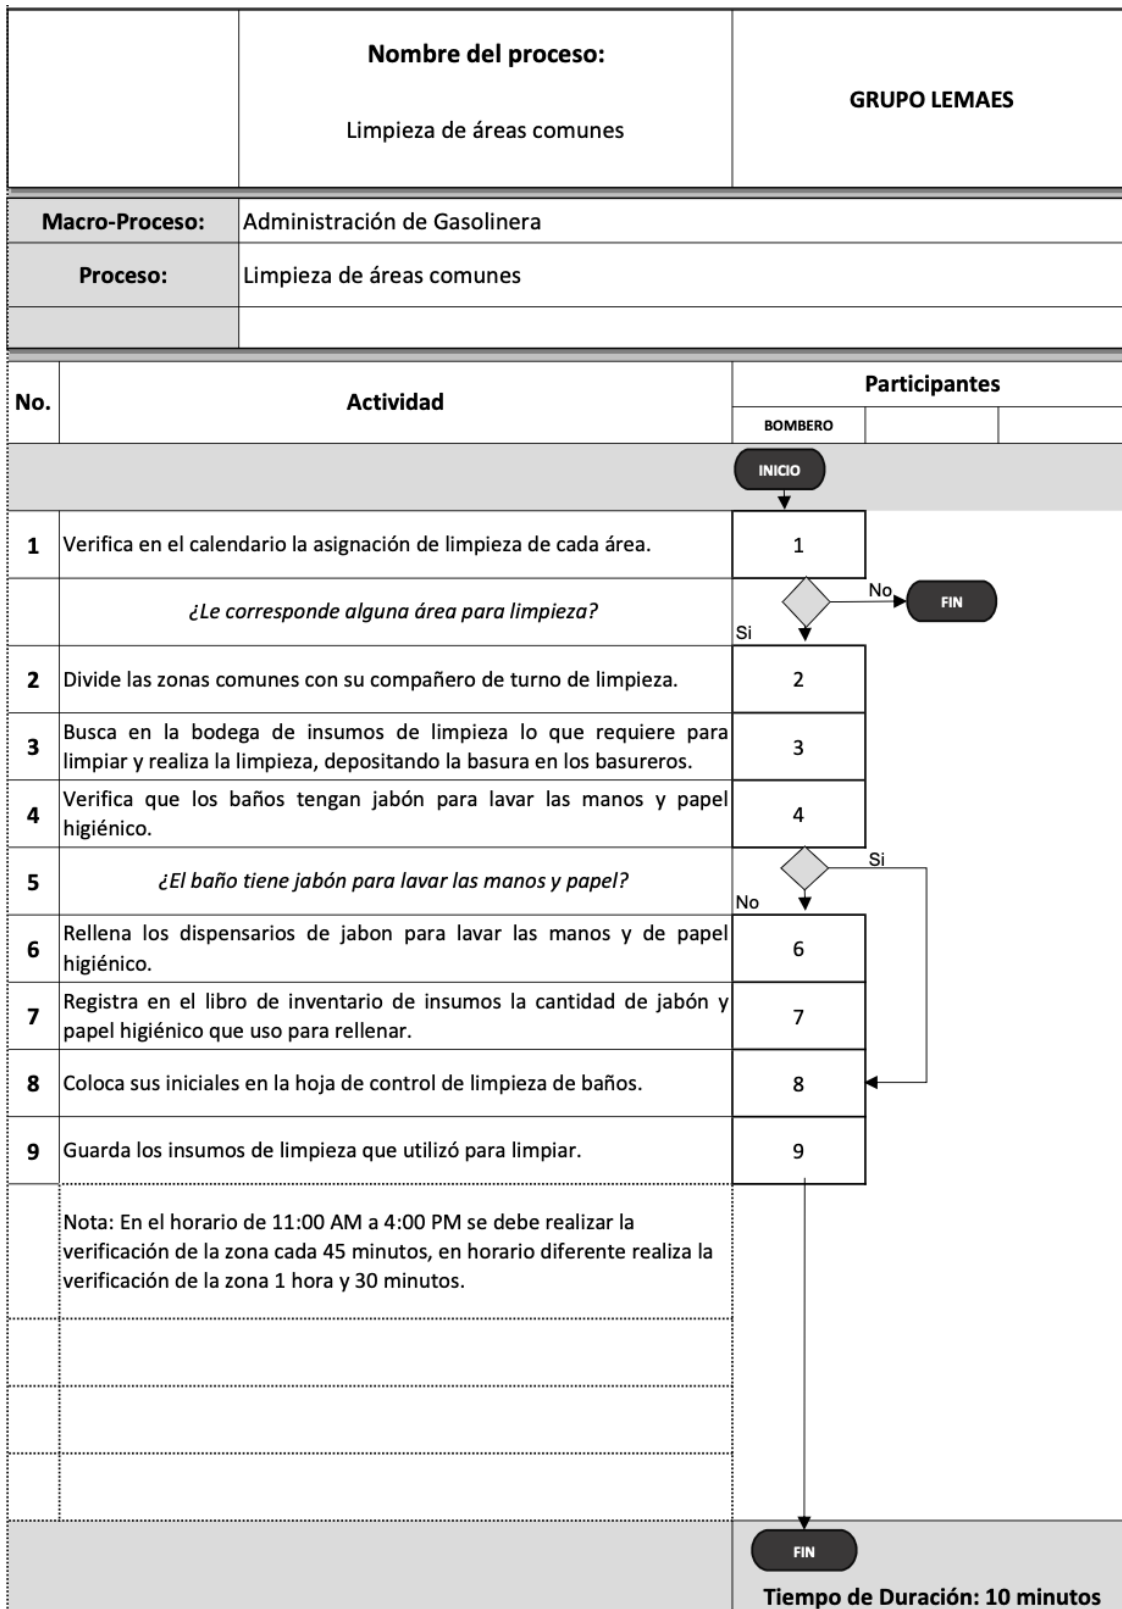 Nombre del proceso:
Limpieza de áreas comunes
GRUPO LEMAES
Macro-Proceso:
Administración de Gasolinera
Proceso:
Limpieza de áreas comunes
No.
Actividad
Participantes
BOMBERO
INICIO
1
Verifica en el calendario la asignación de limpieza de cada área.
1
¿Le corresponde alguna área para limpieza?
No
FIN
Si
2
Divide las zonas comunes con su compañero de turno de limpieza.
2
3
Busca en la bodega de insumos de limpieza lo que requiere para
limpiar y realiza la limpieza, depositando la basura en los basureros.
3
4
Verifica que los baños tengan jabón para lavar las manos y papel
higiénico.
4
5
¿El baño tiene jabón para lavar las manos y papel?
Si
No
6
Rellena los dispensarios de jabon para lavar las manos y de papel
higiénico.
6
7
Registra en el libro de inventario de insumos la cantidad de jabón y
papel higiénico que uso para rellenar.
7
8
Coloca sus iniciales en la hoja de control de limpieza de baños.
8
9
Guarda los insumos de limpieza que utilizó para limpiar.
9
Nota: En el horario de 11:00 AM a 4:00 PM se debe realizar la
verificación de la zona cada 45 minutos, en horario diferente realiza la
verificación de la zona 1 hora y 30 minutos.
FIN
Tiempo de Duración: 10 minutos